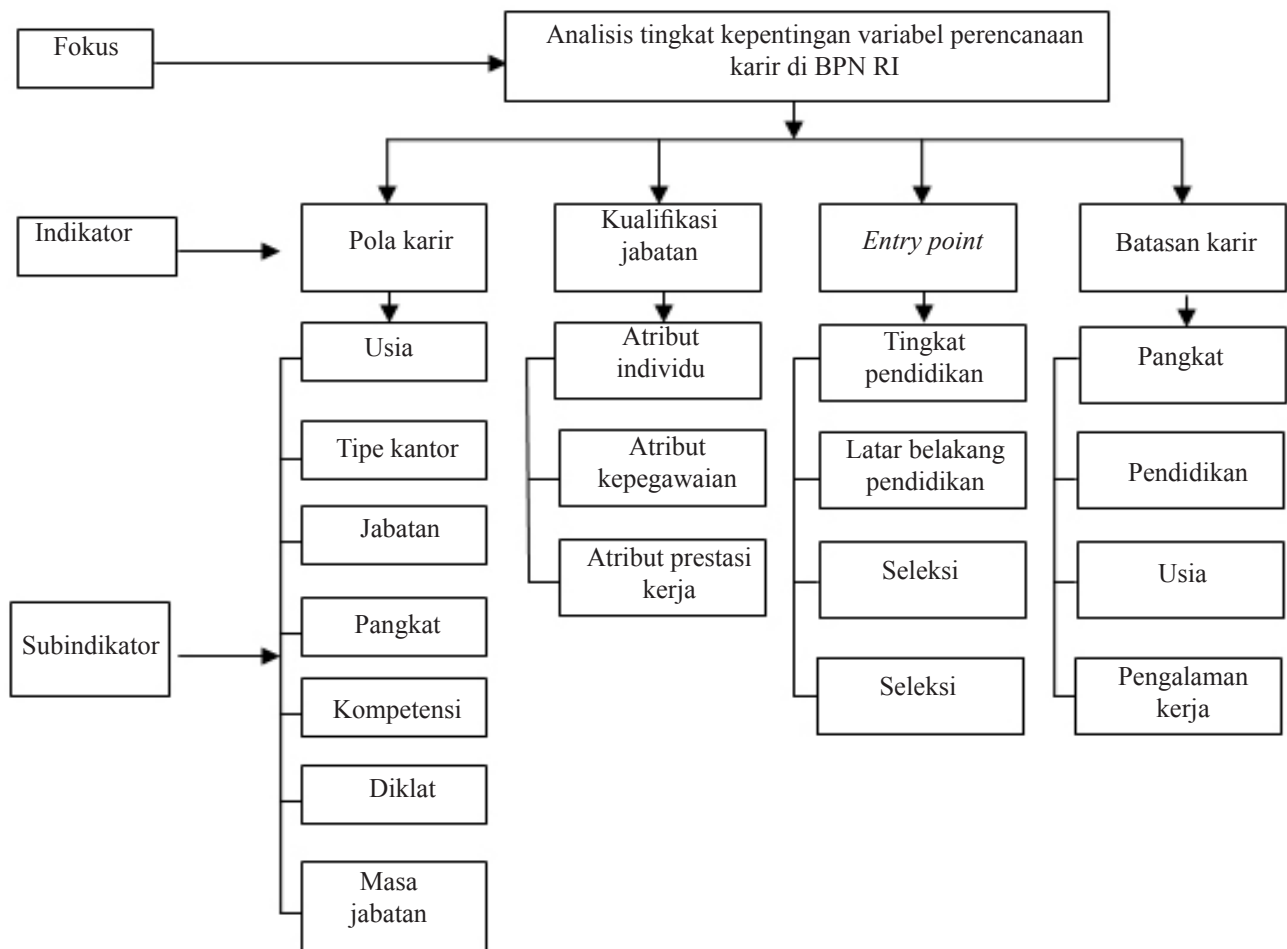 Fokus
Analisis tingkat kepentingan variabel perencanaan
karir di BPN RI
Indikator
Pola karir
Kualifikasi
jabatan
Entry point
Batasan karir
Subindikator
Usia
Tipe kantor
Jabatan
Pangkat
Kompetensi
Diklat
Masa
jabatan
Atribut
individu
Atribut
kepegawaian
Atribut prestasi
kerja
Tingkat
pendidikan
Latar belakang
pendidikan
Seleksi
Seleksi
Pangkat
Pendidikan
Usia
Pengalaman
kerja